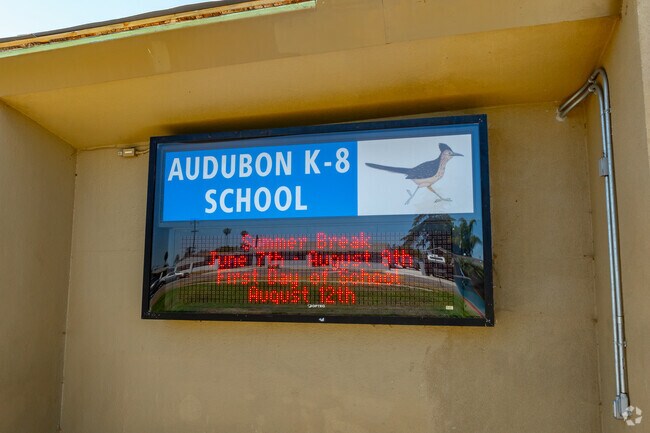 AUDUBON K-8
SCHOOL
Summer Break
June 7th - August 9th
First Day of School
August 12th